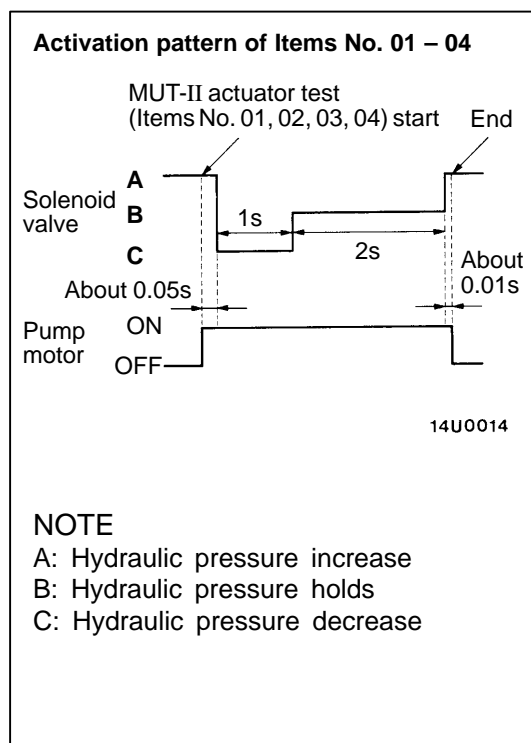 Activation pattern of Items No. 01 – 04
MUT-II actuator test
(Items No. 01, 02, 03, 04) start
End
A
Solenoid
valve
B
C
1s
2s
About 0.05s
About
0.01s
Pump
motor
ON
OFF
14U0014
NOTE
A: Hydraulic pressure increase
B: Hydraulic pressure holds
C: Hydraulic pressure decrease